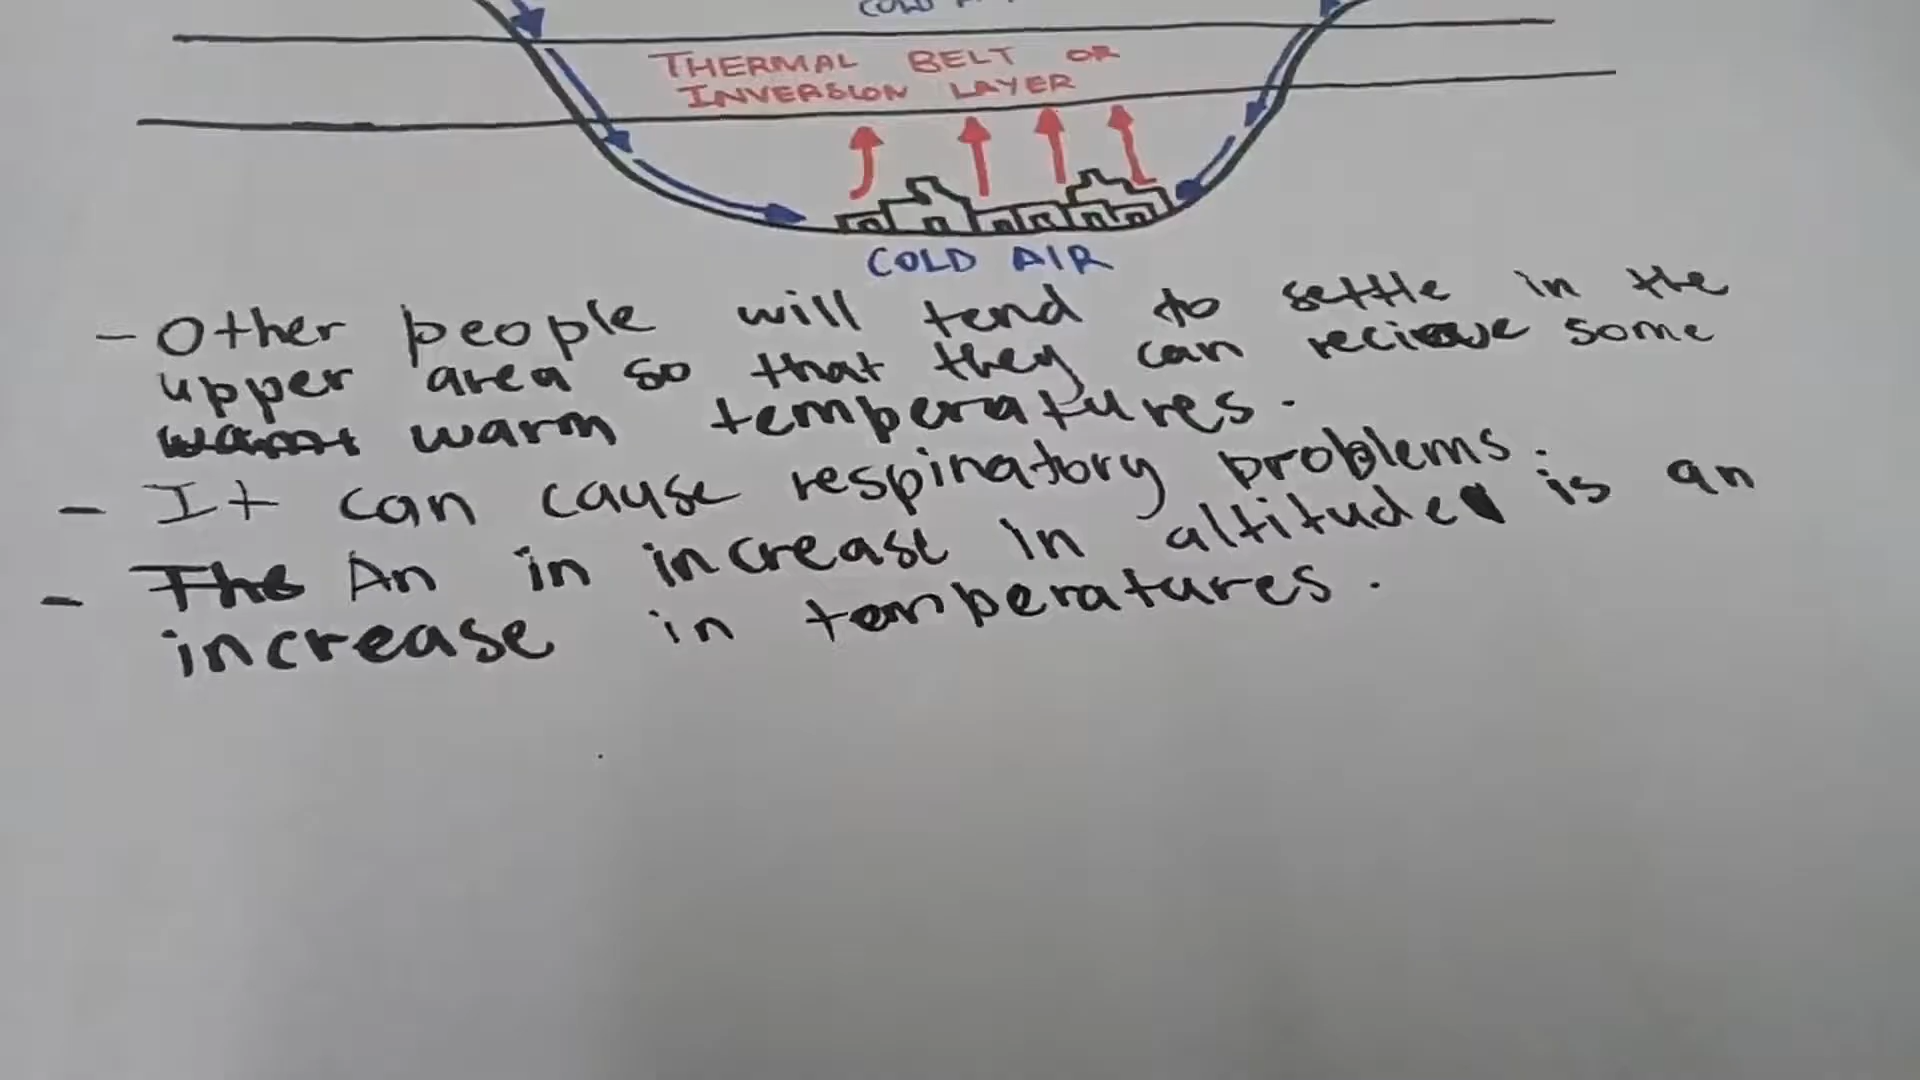 THERMAL BELT OR
INVERSION LAYER
COLD AIR
- Other people will tend to settle in the
upper area so that they can recieve some
warm temperatures.
- It can cause respiratory problems.
- The An in increase in altitude is an
increase in temperatures.